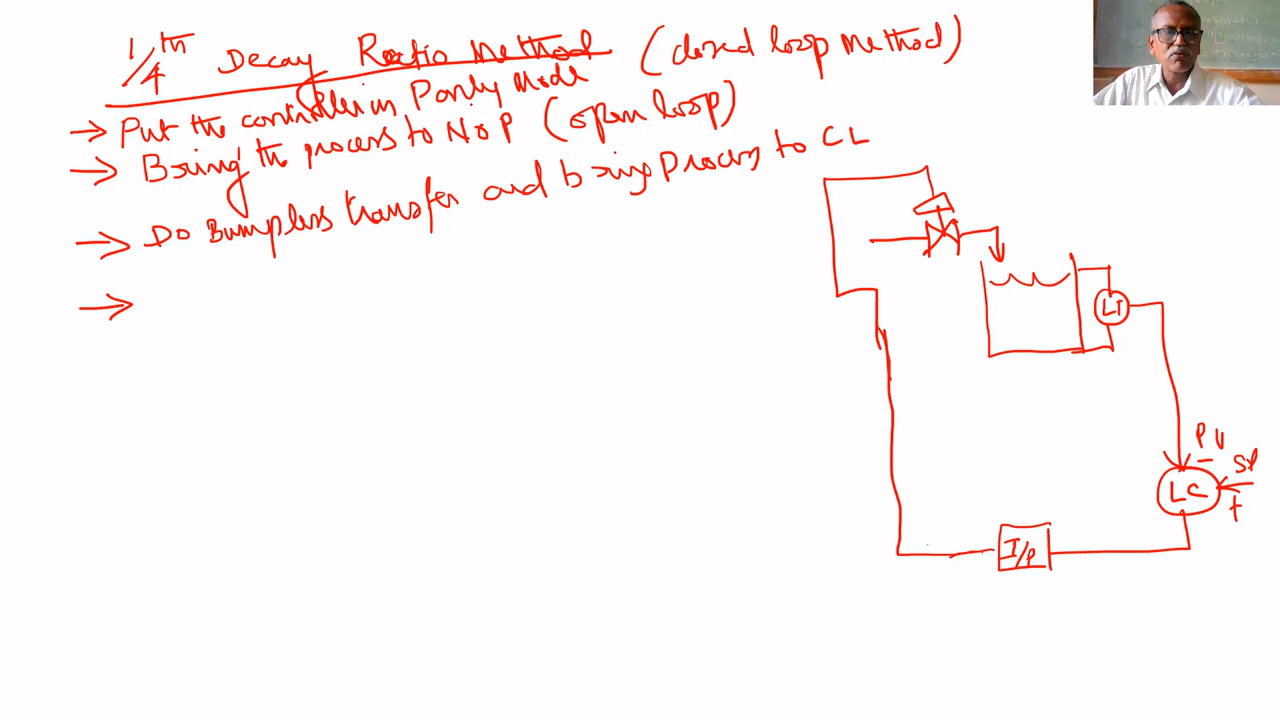 1/4th Decay Ratio Method (closed loop Method)
→ Put the controller in P only Mode
→ Bring the process to NOP (open loop)
→ Do Bumpless transfer and bring Process to CL
→
LT
PV
SP
LC
+
I/P